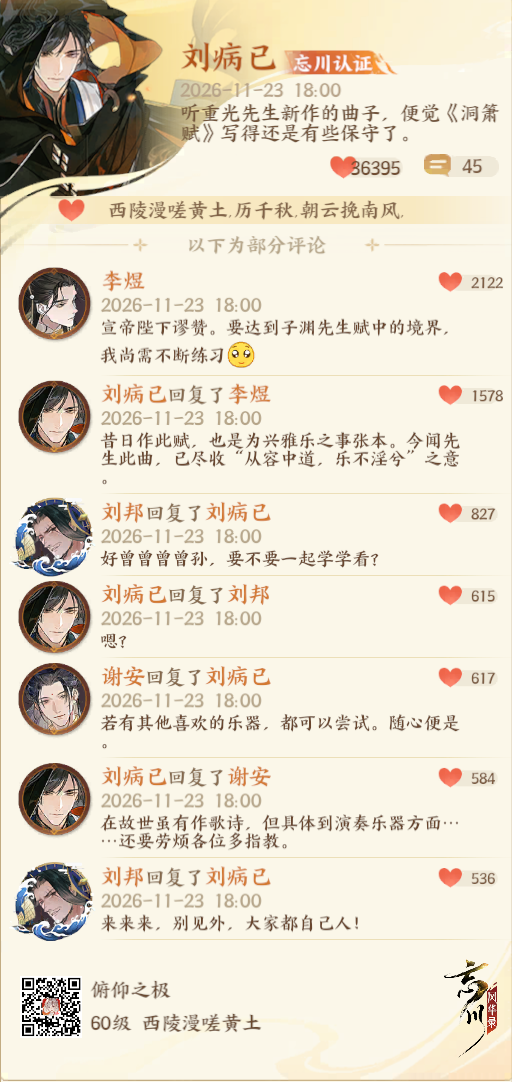 刘病已 忘川认证
2026-11-23 18:00
听重光先生新作的曲子，便觉《洞箫
赋》写得还是有些保守了。
36395 45
西陵漫嗟黄土,历千秋,朝云挽南风,
以下为部分评论
李煜 2122
2026-11-23 18:00
宣帝陛下谬赞。要达到子渊先生赋中的境界，
我尚需不断练习🥺
刘病已回复了李煜 1578
2026-11-23 18:00
昔日作此赋，也是为兴雅乐之事张本。今闻先
生此曲，已尽收“从容中道，乐不淫兮”之意
。
刘邦回复了刘病已 827
2026-11-23 18:00
好曾曾曾曾孙，要不要一起学学看？
刘病已回复了刘邦 615
2026-11-23 18:00
嗯？
谢安回复了刘病已 617
2026-11-23 18:00
若有其他喜欢的乐器，都可以尝试。随心便是
。
刘病已回复了谢安 584
2026-11-23 18:00
在故世虽有作歌诗，但具体到演奏乐器方面…
…还要劳烦各位多指教。
刘邦回复了刘病已 536
2026-11-23 18:00
来来来，别见外，大家都自己人！
俯仰之极
60级 西陵漫嗟黄土
忘川
风华录